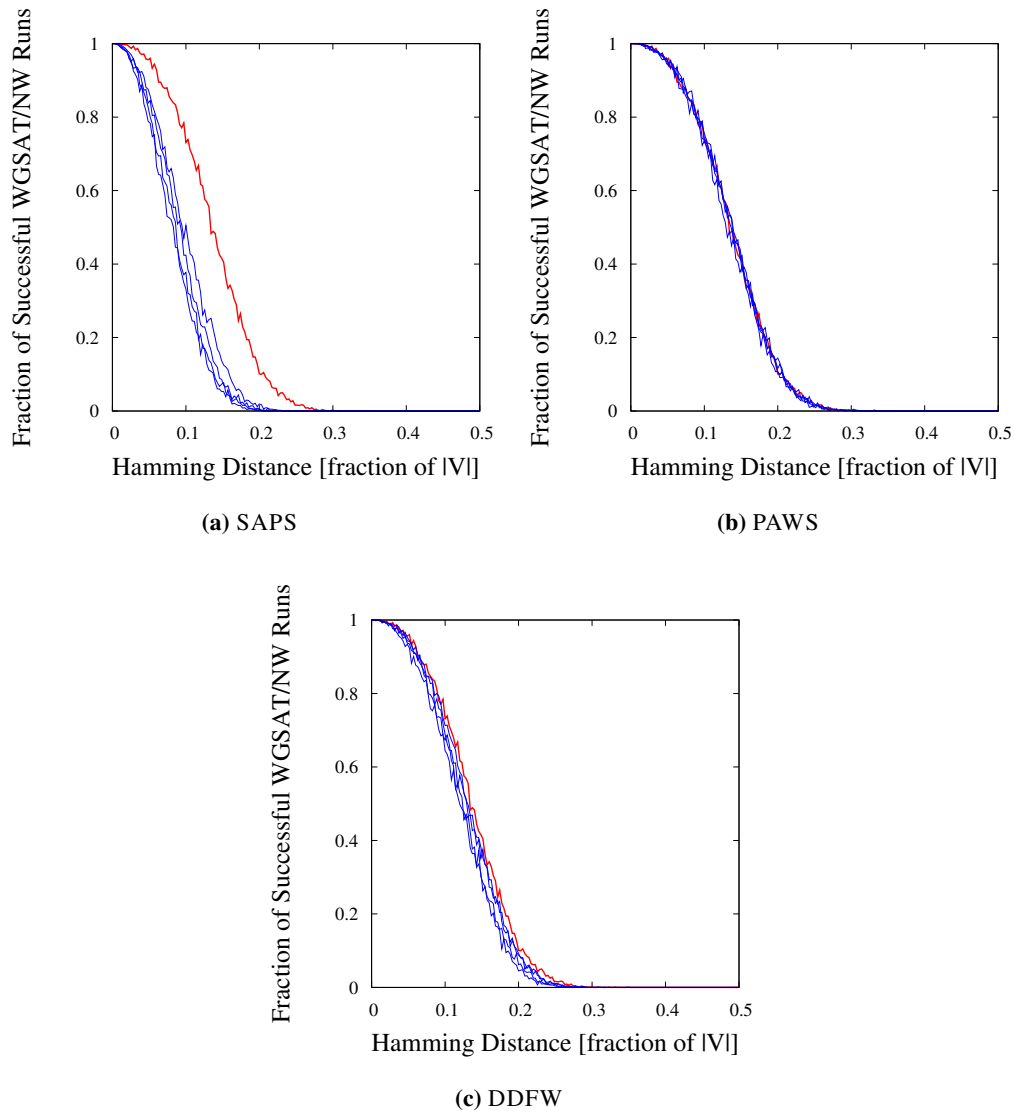 Fraction of Successful WGSAT/NW Runs
1
0.8
0.6
0.4
0.2
0
0 0.1 0.2 0.3 0.4 0.5
Hamming Distance [fraction of |V|]
(a) SAPS
Fraction of Successful WGSAT/NW Runs
1
0.8
0.6
0.4
0.2
0
0 0.1 0.2 0.3 0.4 0.5
Hamming Distance [fraction of |V|]
(b) PAWS
Fraction of Successful WGSAT/NW Runs
1
0.8
0.6
0.4
0.2
0
0 0.1 0.2 0.3 0.4 0.5
Hamming Distance [fraction of |V|]
(c) DDFW